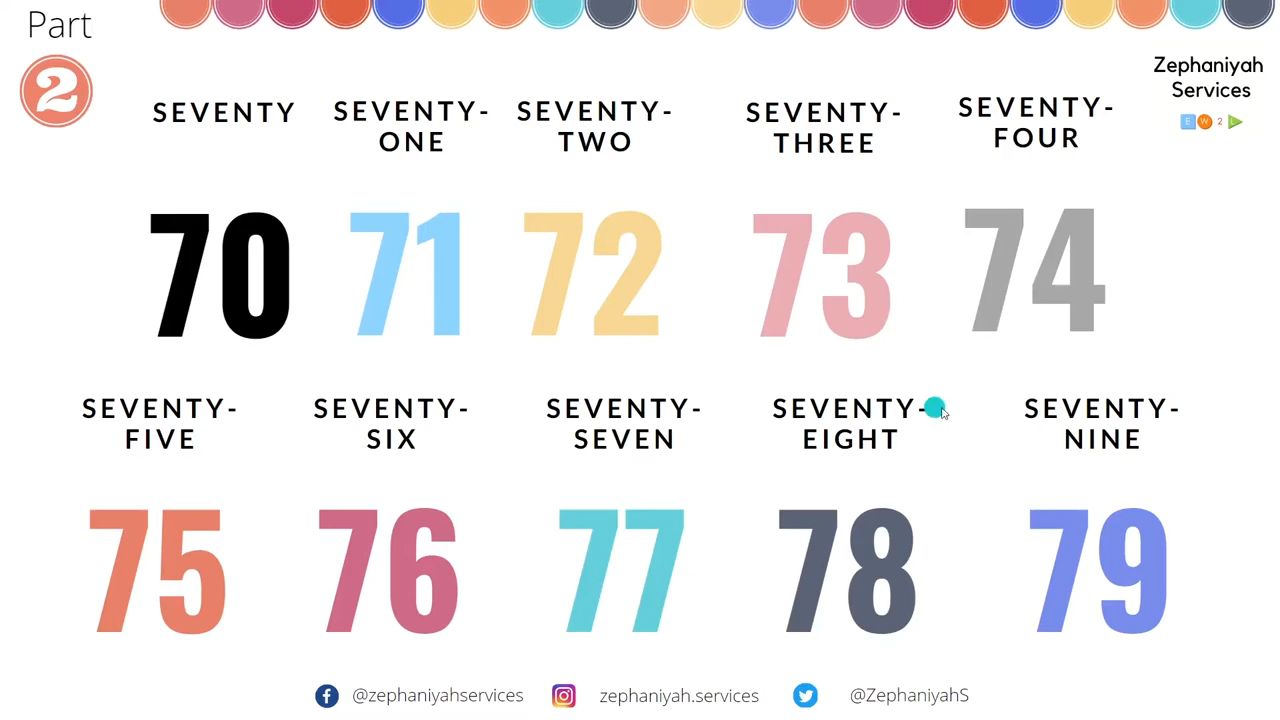 Part
2
Zephaniyah
Services
E W 2 L
SEVENTY
SEVENTY-
ONE
SEVENTY-
TWO
SEVENTY-
THREE
SEVENTY-
FOUR
70
71
72
73
74
SEVENTY-
FIVE
SEVENTY-
SIX
SEVENTY-
SEVEN
SEVENTY-
EIGHT
SEVENTY-
NINE
75
76
77
78
79
@zephaniyahservices
zephaniyah.services
@ZephaniyahS